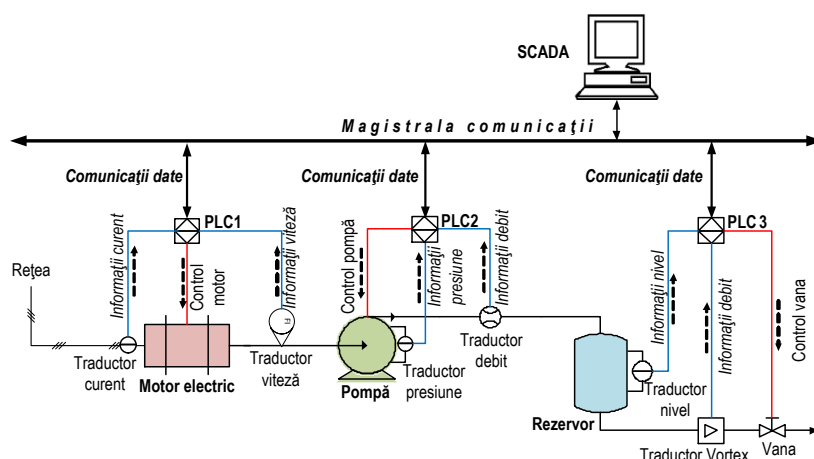 SCADA
Magistrala comunicaţii
Comunicaţii date
Comunicaţii date
Comunicaţii date
PLC1
PLC2
PLC 3
Informaţii curent
Control
motor
Informaţii viteză
Control pompă
Informaţii
presiune
Informaţii debit
Informaţii nivel
Informaţii debit
Control vana
Reţea
FI
Traductor
curent
Motor electric
Traductor
viteză
Pompă
Traductor
presiune
Traductor
debit
Rezervor
Traductor
nivel
Traductor Vortex
Vana